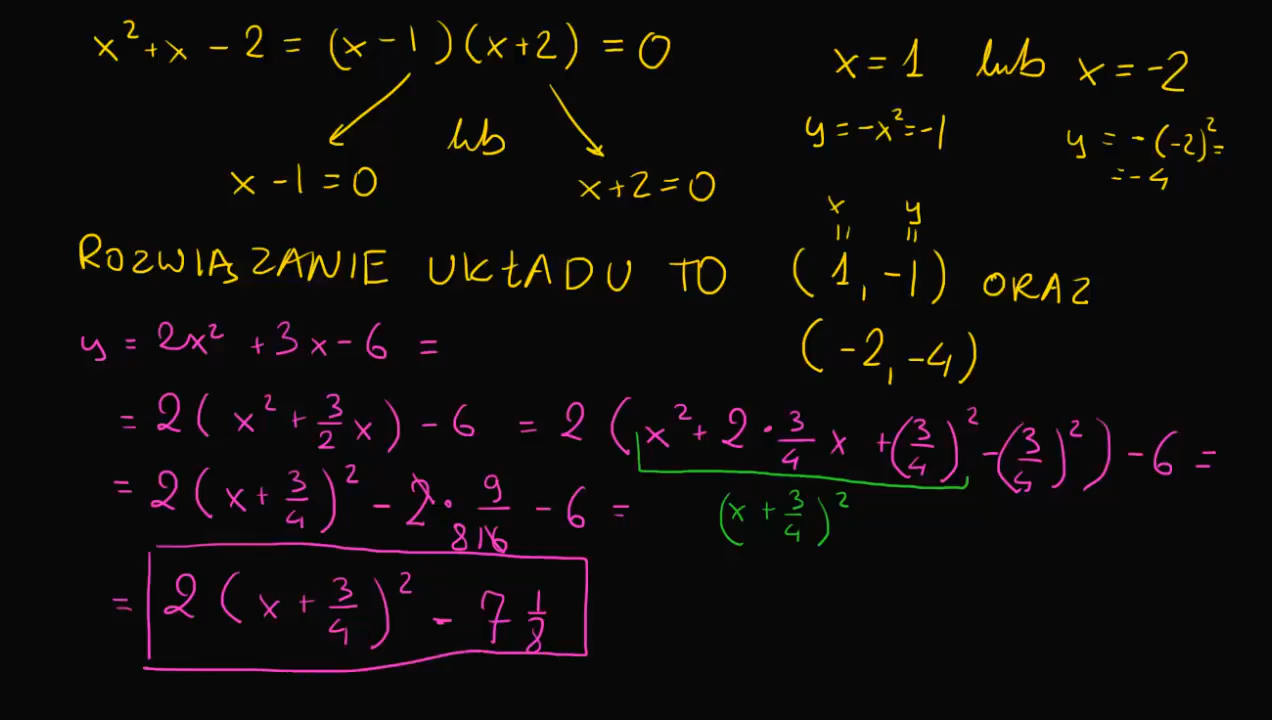 x² + x − 2 = (x − 1)(x + 2) = 0
x = 1 lub x = −2
y = −x² = −1
y = −(−2)² =
= −4
lub
x − 1 = 0
x + 2 = 0
x y
॥ ॥
ROZWIĄZANIE UKŁADU TO (1, −1) ORAZ
(−2, −4)
y = 2x² + 3x − 6 =
= 2(x² + 3/2 x) − 6 = 2(x² + 2 · 3/4 x + (3/4)² − (3/4)²) − 6 =
(x + 3/4)²
= 2(x + 3/4)² − 2 · 9/16 8 − 6 =
= 2(x + 3/4)² − 7 1/8